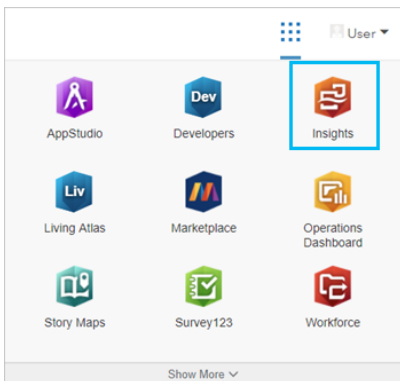 User
AppStudio
Dev
Developers
Insights
Liv
Living Atlas
Marketplace
Operations
Dashboard
Story Maps
Survey123
Workforce
Show More